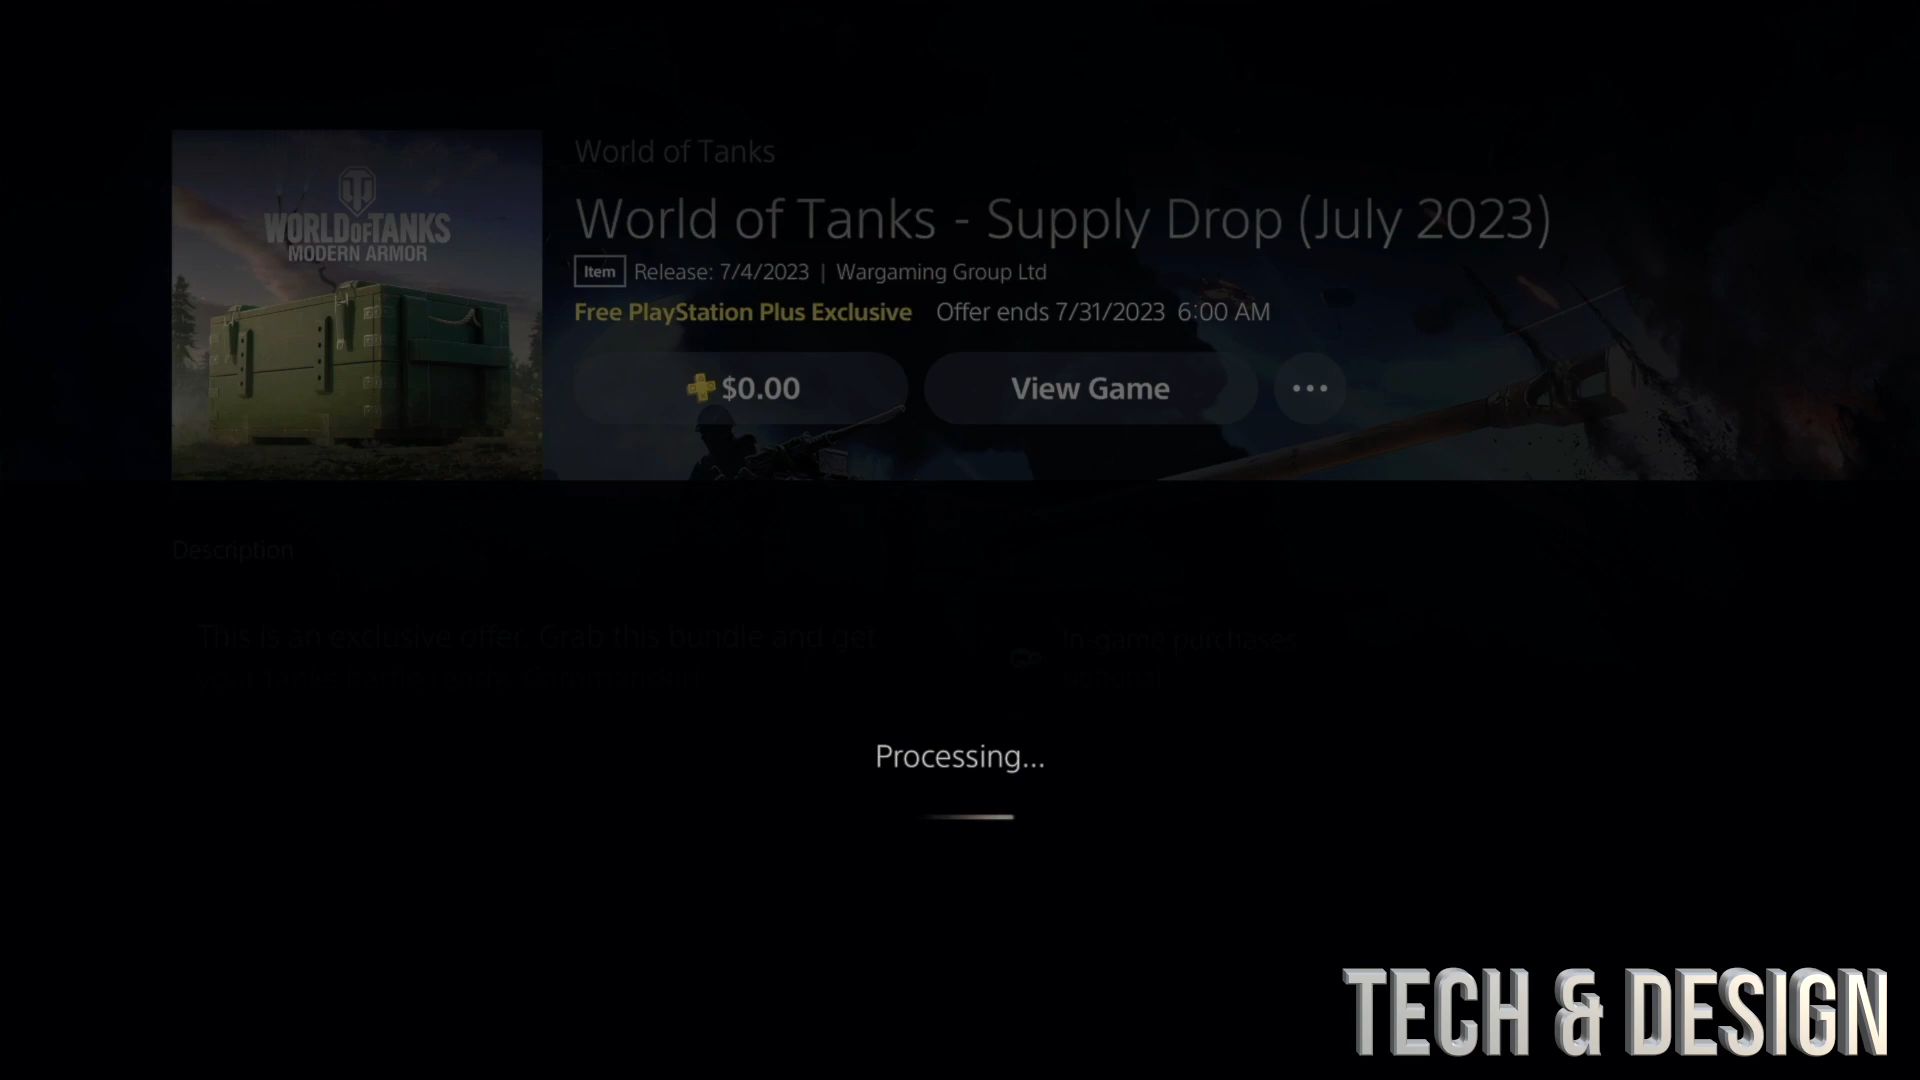 World of Tanks
World of Tanks - Supply Drop (July 2023)
WORLD OF TANKS
MODERN ARMOR
Item Release: 7/4/2023 | Wargaming Group Ltd
Free PlayStation Plus Exclusive Offer ends 7/31/2023 6:00 AM
$0.00 View Game
Description
This is an exclusive offer. Grab this bundle and get
In-game purchases
Processing...
TECH & DESIGN